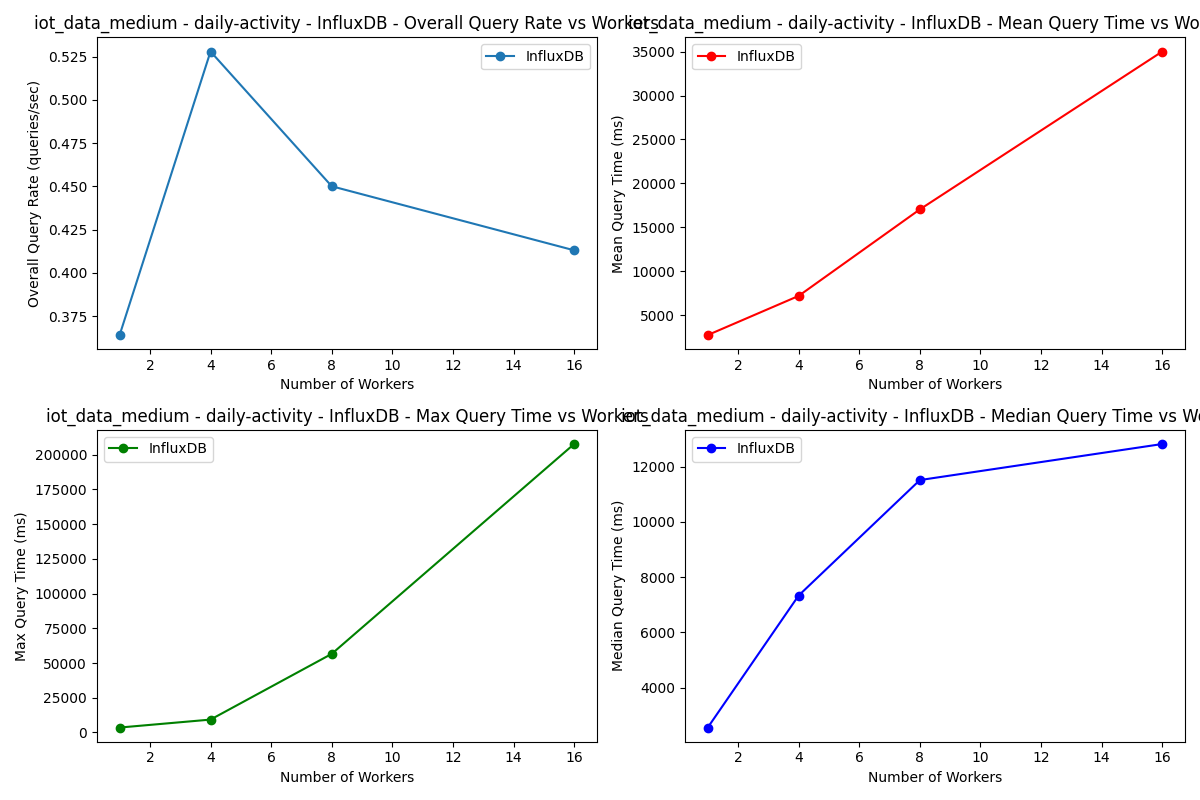 iot_data_medium - daily-activity - InfluxDB - Overall Query Rate vs Workers
InfluxDB
Overall Query Rate (queries/sec)
0.525
0.500
0.475
0.450
0.425
0.400
0.375
2 4 6 8 10 12 14 16
Number of Workers
iot_data_medium - daily-activity - InfluxDB - Mean Query Time vs Wo
InfluxDB
Mean Query Time (ms)
35000
30000
25000
20000
15000
10000
5000
2 4 6 8 10 12 14 16
Number of Workers
iot_data_medium - daily-activity - InfluxDB - Max Query Time vs Workers
InfluxDB
Max Query Time (ms)
200000
175000
150000
125000
100000
75000
50000
25000
0
2 4 6 8 10 12 14 16
Number of Workers
iot_data_medium - daily-activity - InfluxDB - Median Query Time vs Wo
InfluxDB
Median Query Time (ms)
12000
10000
8000
6000
4000
2 4 6 8 10 12 14 16
Number of Workers